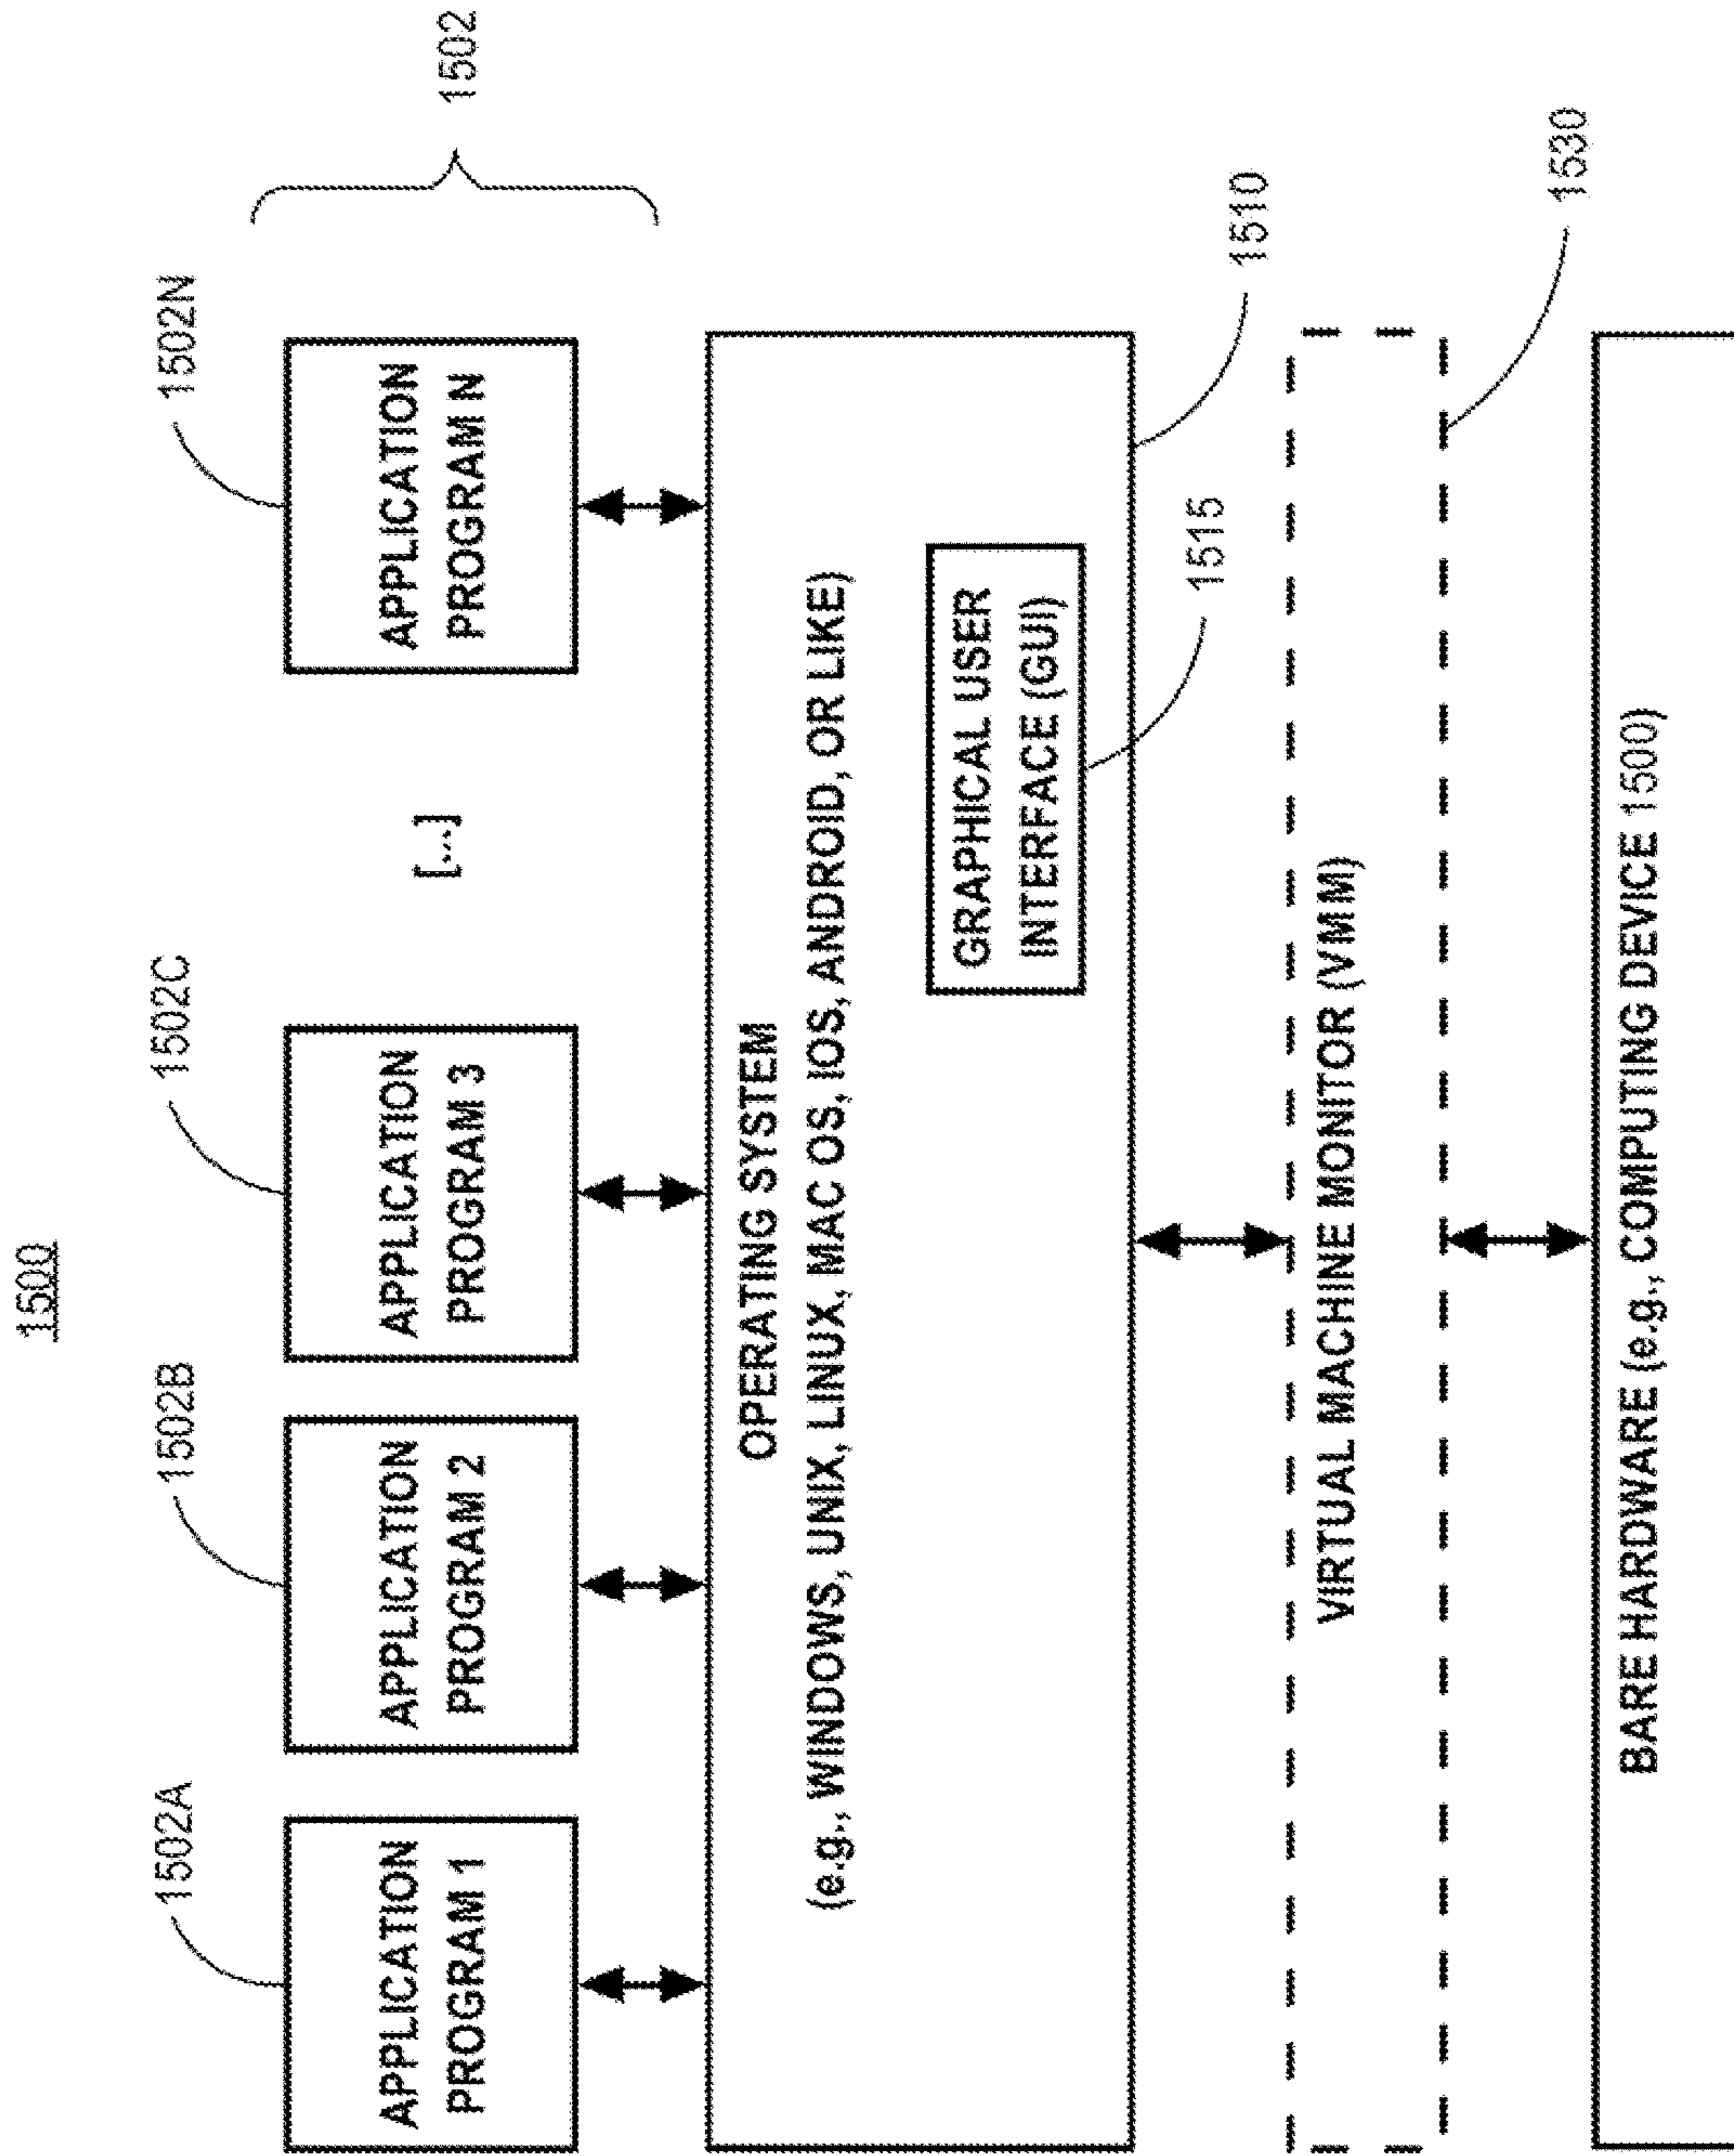 1500
1502A
1502B
1502C
1502N
1502
APPLICATION
PROGRAM 1
APPLICATION
PROGRAM 2
APPLICATION
PROGRAM 3
[...]
APPLICATION
PROGRAM N
OPERATING SYSTEM
(e.g., WINDOWS, UNIX, LINUX, MAC OS, IOS, ANDROID, OR LIKE)
GRAPHICAL USER
INTERFACE (GUI)
1510
1515
VIRTUAL MACHINE MONITOR (VMM)
1530
BARE HARDWARE (e.g., COMPUTING DEVICE 1500)